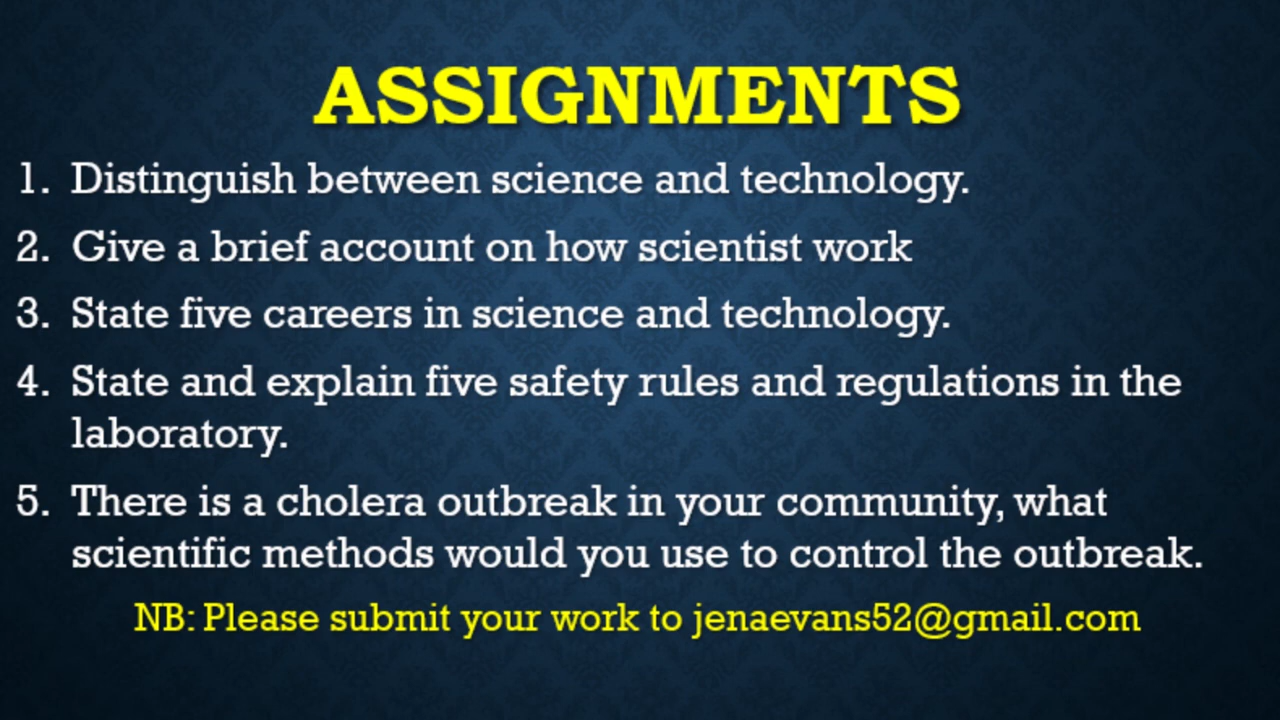 ASSIGNMENTS
1. Distinguish between science and technology.
2. Give a brief account on how scientist work
3. State five careers in science and technology.
4. State and explain five safety rules and regulations in the
laboratory.
5. There is a cholera outbreak in your community, what
scientific methods would you use to control the outbreak.
NB: Please submit your work to jenaevans52@gmail.com